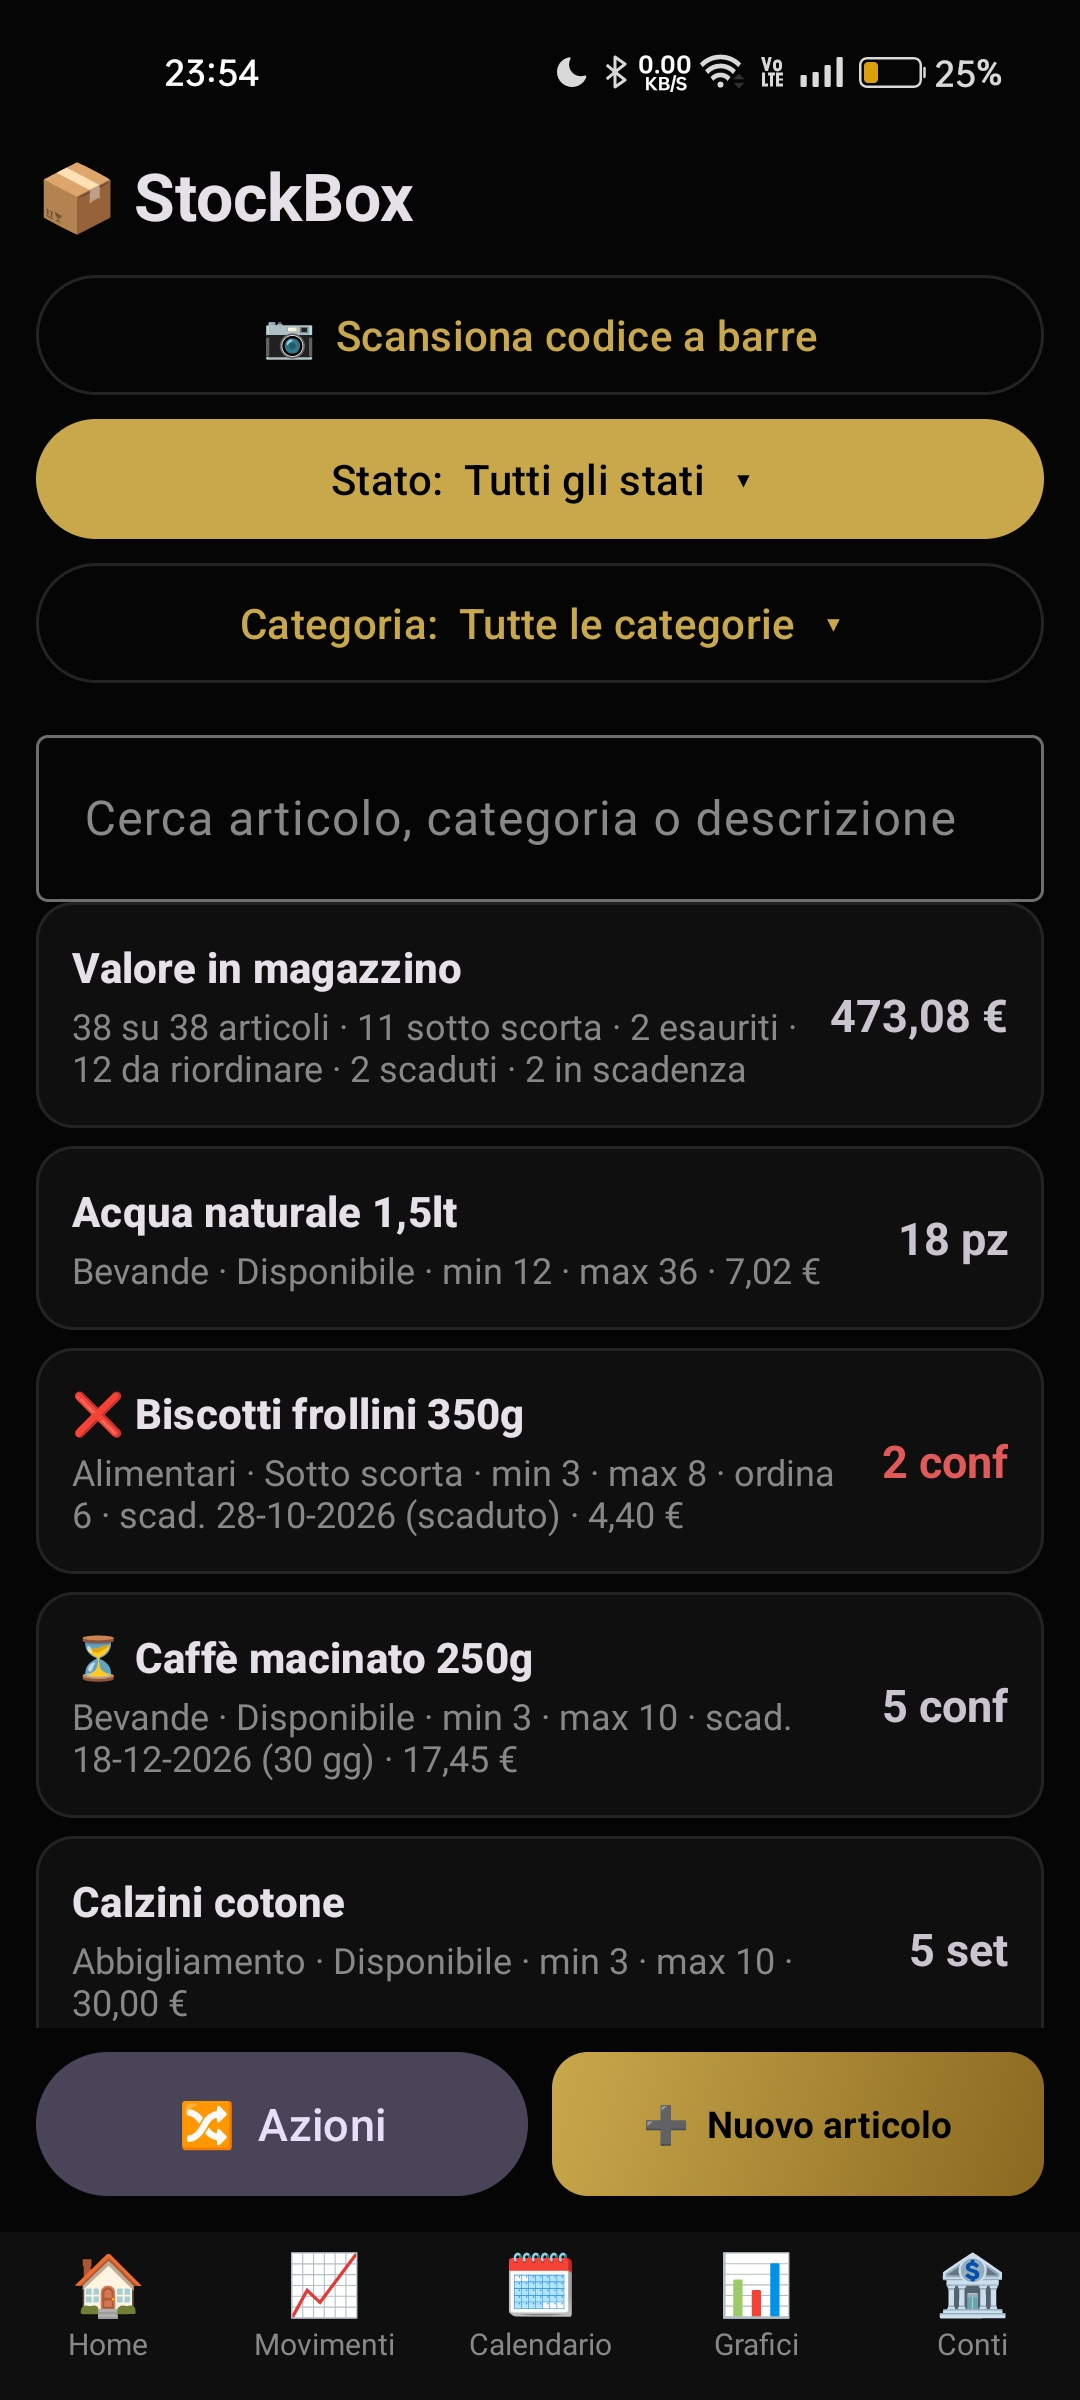 23:54
0.00
KB/S
Vo
LTE
25%
StockBox
Scansiona codice a barre
Stato: Tutti gli stati ▼
Categoria: Tutte le categorie ▼
Cerca articolo, categoria o descrizione
Valore in magazzino
38 su 38 articoli · 11 sotto scorta · 2 esauriti ·
12 da riordinare · 2 scaduti · 2 in scadenza
473,08 €
Acqua naturale 1,5lt
Bevande · Disponibile · min 12 · max 36 · 7,02 €
18 pz
Biscotti frollini 350g
Alimentari · Sotto scorta · min 3 · max 8 · ordina
6 · scad. 28-10-2026 (scaduto) · 4,40 €
2 conf
Caffè macinato 250g
Bevande · Disponibile · min 3 · max 10 · scad.
18-12-2026 (30 gg) · 17,45 €
5 conf
Calzini cotone
Abbigliamento · Disponibile · min 3 · max 10 ·
30,00 €
5 set
Azioni
Nuovo articolo
Home
Movimenti
Calendario
Grafici
Conti